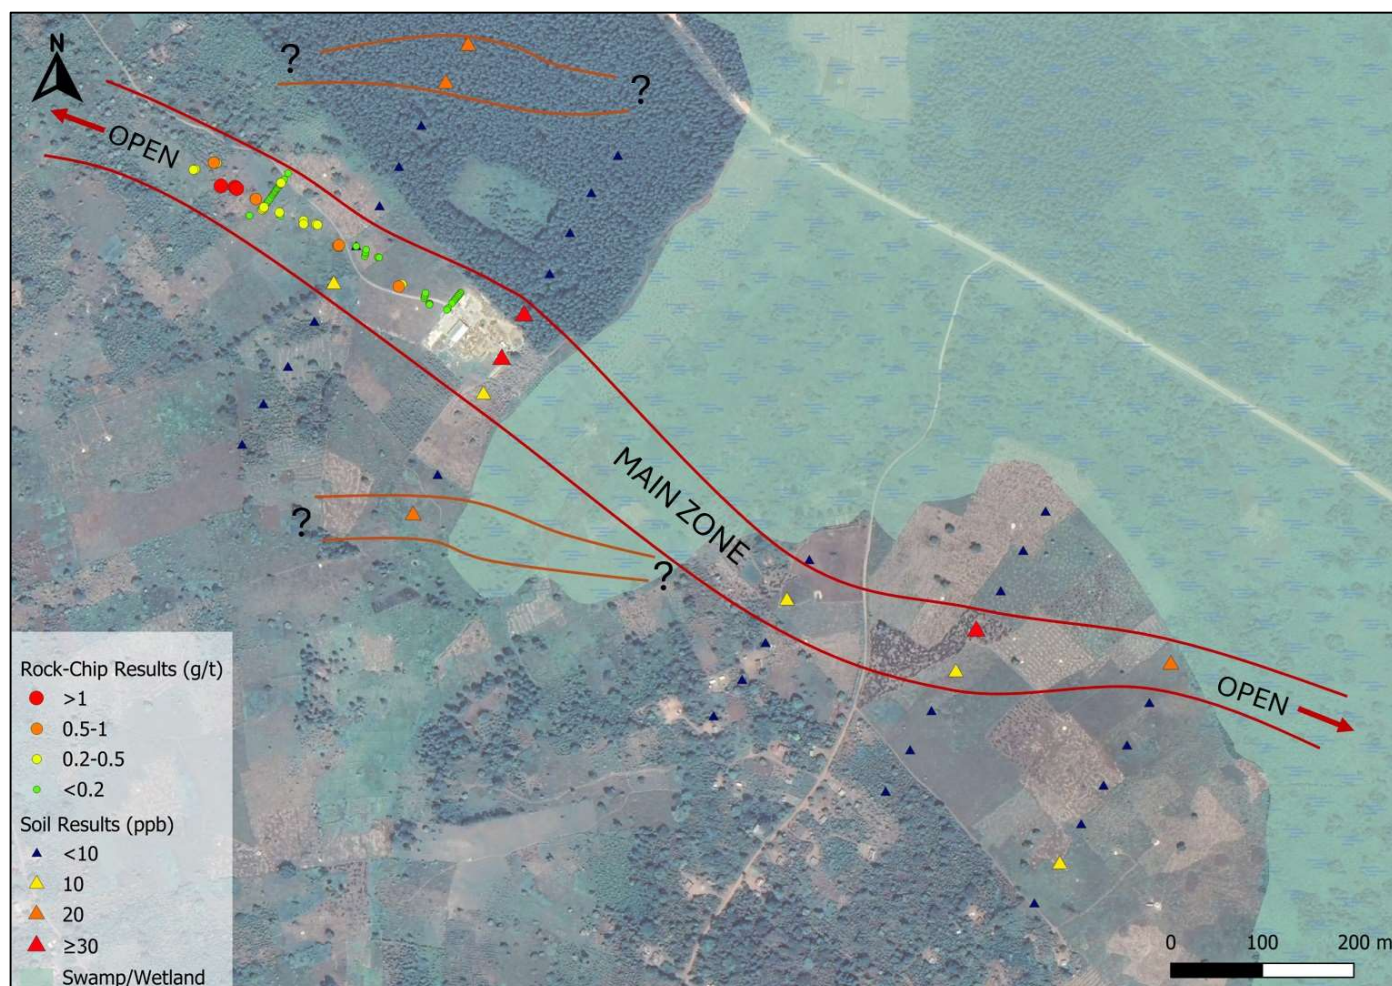 N
?
?
OPEN
MAIN ZONE
?
?
OPEN
Rock-Chip Results (g/t)
>1
0.5-1
0.2-0.5
<0.2
Soil Results (ppb)
<10
10
20
≥30
Swamp/Wetland
0 100 200 m